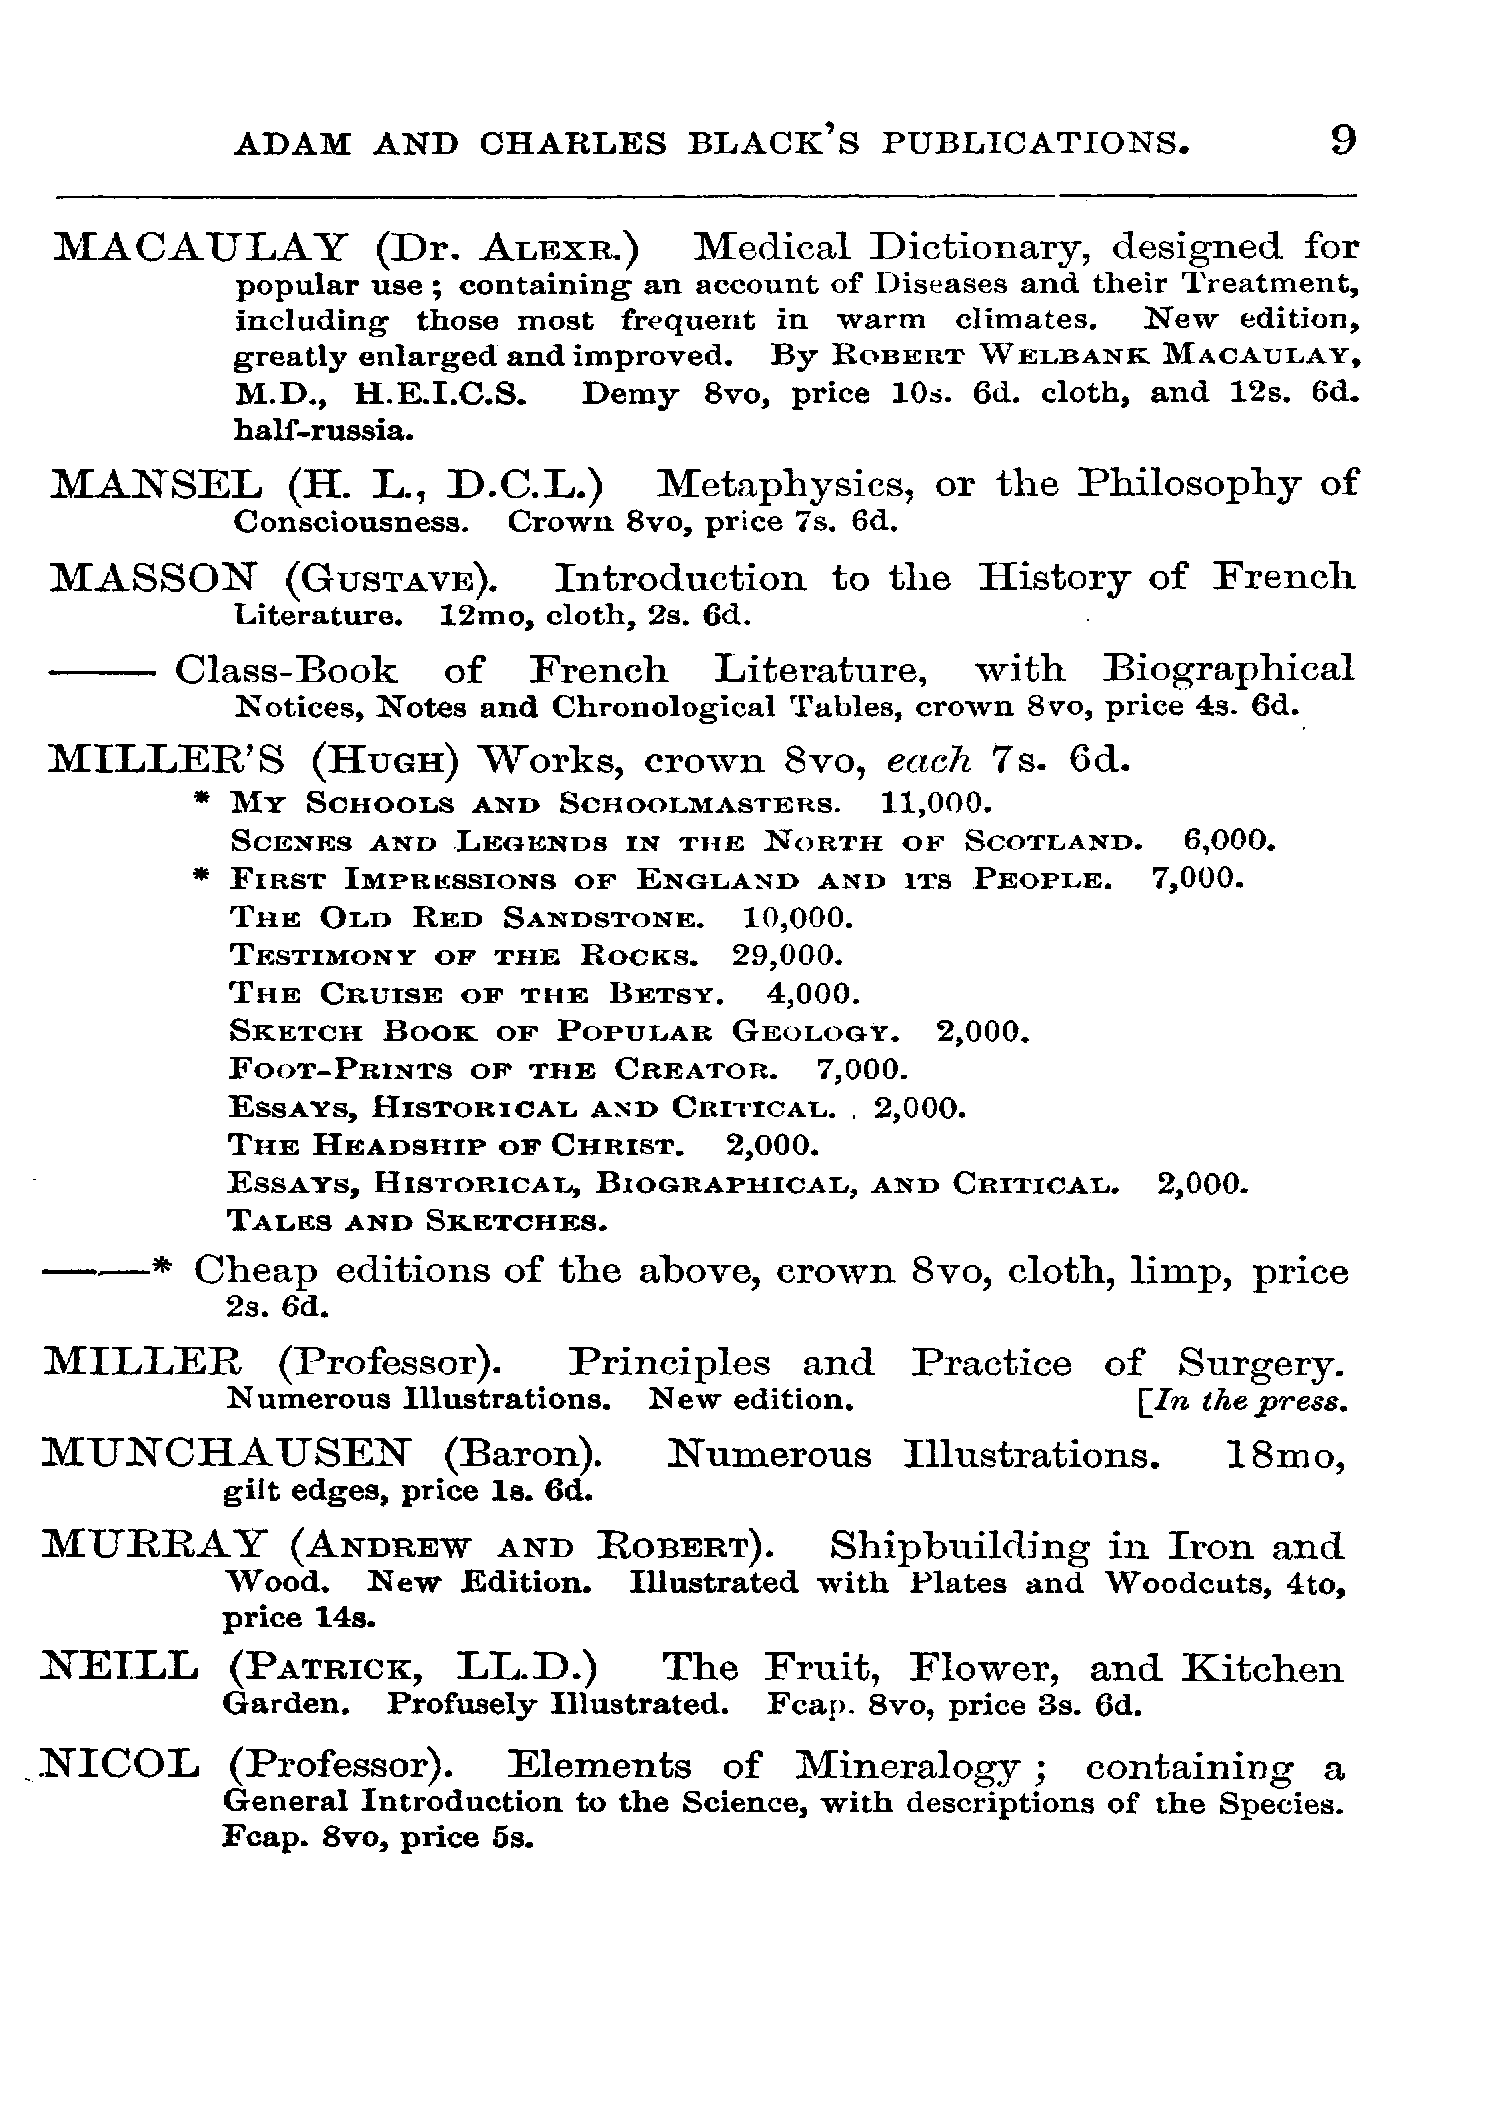 ADAM AND CHARLES BLACK'S PUBLICATIONS. 9
MACAULAY (Dr. ALEXR.) Medical Dictionary, designed for
popular use; containing an account of Diseases and their Treatment,
including those most frequent in warm climates. New edition,
greatly enlarged and improved. By ROBERT WELBANK MACAULAY,
M.D., H.E.I.C.S. Demy 8vo, price 10s. 6d. cloth, and 12s. 6d.
half-russia.
MANSEL (H. L., D.C.L.) Metaphysics, or the Philosophy of
Consciousness. Crown 8vo, price 7s. 6d.
MASSON (GUSTAVE). Introduction to the History of French
Literature. 12mo, cloth, 2s. 6d.
—— Class-Book of French Literature, with Biographical
Notices, Notes and Chronological Tables, crown 8vo, price 4s. 6d.
MILLER'S (HUGH) Works, crown 8vo, each 7s. 6d.
* MY SCHOOLS AND SCHOOLMASTERS. 11,000.
SCENES AND LEGENDS IN THE NORTH OF SCOTLAND. 6,000.
* FIRST IMPRESSIONS OF ENGLAND AND ITS PEOPLE. 7,000.
THE OLD RED SANDSTONE. 10,000.
TESTIMONY OF THE ROCKS. 29,000.
THE CRUISE OF THE BETSY. 4,000.
SKETCH BOOK OF POPULAR GEOLOGY. 2,000.
FOOT-PRINTS OF THE CREATOR. 7,000.
ESSAYS, HISTORICAL AND CRITICAL. 2,000.
THE HEADSHIP OF CHRIST. 2,000.
ESSAYS, HISTORICAL, BIOGRAPHICAL, AND CRITICAL. 2,000.
TALES AND SKETCHES.
——* Cheap editions of the above, crown 8vo, cloth, limp, price
2s. 6d.
MILLER (Professor). Principles and Practice of Surgery.
Numerous Illustrations. New edition. [In the press.
MUNCHAUSEN (Baron). Numerous Illustrations. 18mo,
gilt edges, price 1s. 6d.
MURRAY (ANDREW AND ROBERT). Shipbuilding in Iron and
Wood. New Edition. Illustrated with Plates and Woodcuts, 4to,
price 14s.
NEILL (PATRICK, LL.D.) The Fruit, Flower, and Kitchen
Garden. Profusely Illustrated. Fcap. 8vo, price 3s. 6d.
NICOL (Professor). Elements of Mineralogy; containing a
General Introduction to the Science, with descriptions of the Species.
Fcap. 8vo, price 5s.